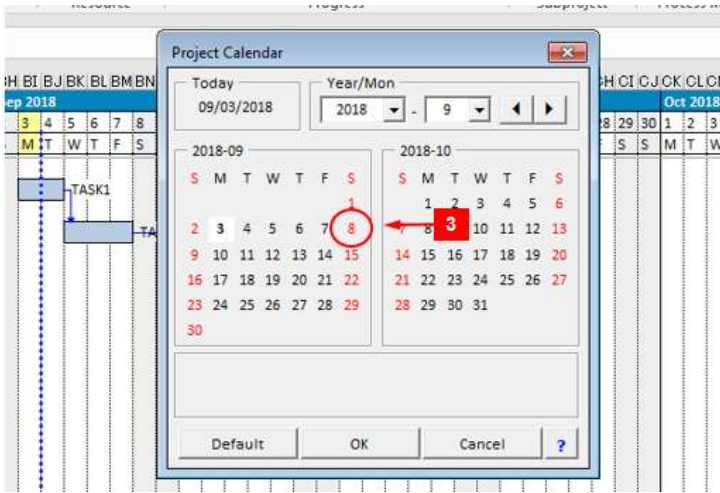 Project Calendar
BI BJ BK BL BM BN
CI CJ CK CL
Sep 2018
Oct 2018
3 4 5 6 7 8
28 29 30 1 2 3
M T W T F S
S S M T W
TASK1
Today
09/03/2018
Year/Mon
2018 - 9
2018-09
S M T W T F S
1
2 3 4 5 6 7 8
9 10 11 12 13 14 15
16 17 18 19 20 21 22
23 24 25 26 27 28 29
30
2018-10
S M T W T F S
1 2 3 4 5 6
7 8 10 11 12 13
14 15 16 17 18 19 20
21 22 23 24 25 26 27
28 29 30 31
3
Default
OK
Cancel
?